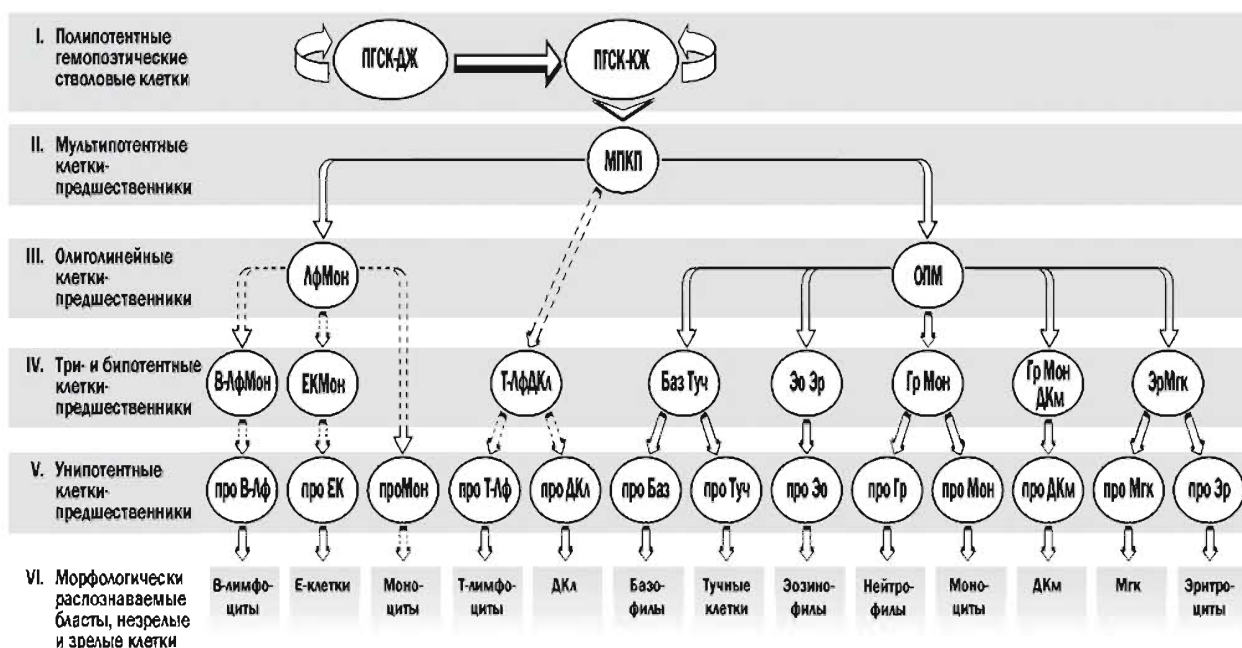 I. Полипотентные
гемопоэтические
стволовые клетки
ПГСК-ДЖ
ПГСК-КЖ
II. Мультипотентные
клетки-
предшественники
МПКП
III. Олиголинейные
клетки-
предшественники
ЛфМон
ОПМ
IV. Три- и бипотентные
клетки-
предшественники
В-ЛфМон
ЕКМон
Т-ЛфДКл
Баз Туч
Эо Эр
Гр Мон
Гр Мон
ДКм
ЭрМгк
V. Унипотентные
клетки-
предшественники
про В-Лф
про ЕК
проМон
про Т-Лф
про ДКл
про Баз
про Туч
про Эо
про Гр
про Мон
про ДКм
про Мгк
про Эр
VI. Морфологически
распознаваемые
бласты, незрелые
и зрелые клетки
В-лимфо-
циты
Е-клетки
Моно-
циты
Т-лимфо-
циты
ДКл
Базо-
филы
Тучные
клетки
Эозино-
филы
Нейтро-
филы
Моно-
циты
ДКм
Мгк
Эритро-
циты